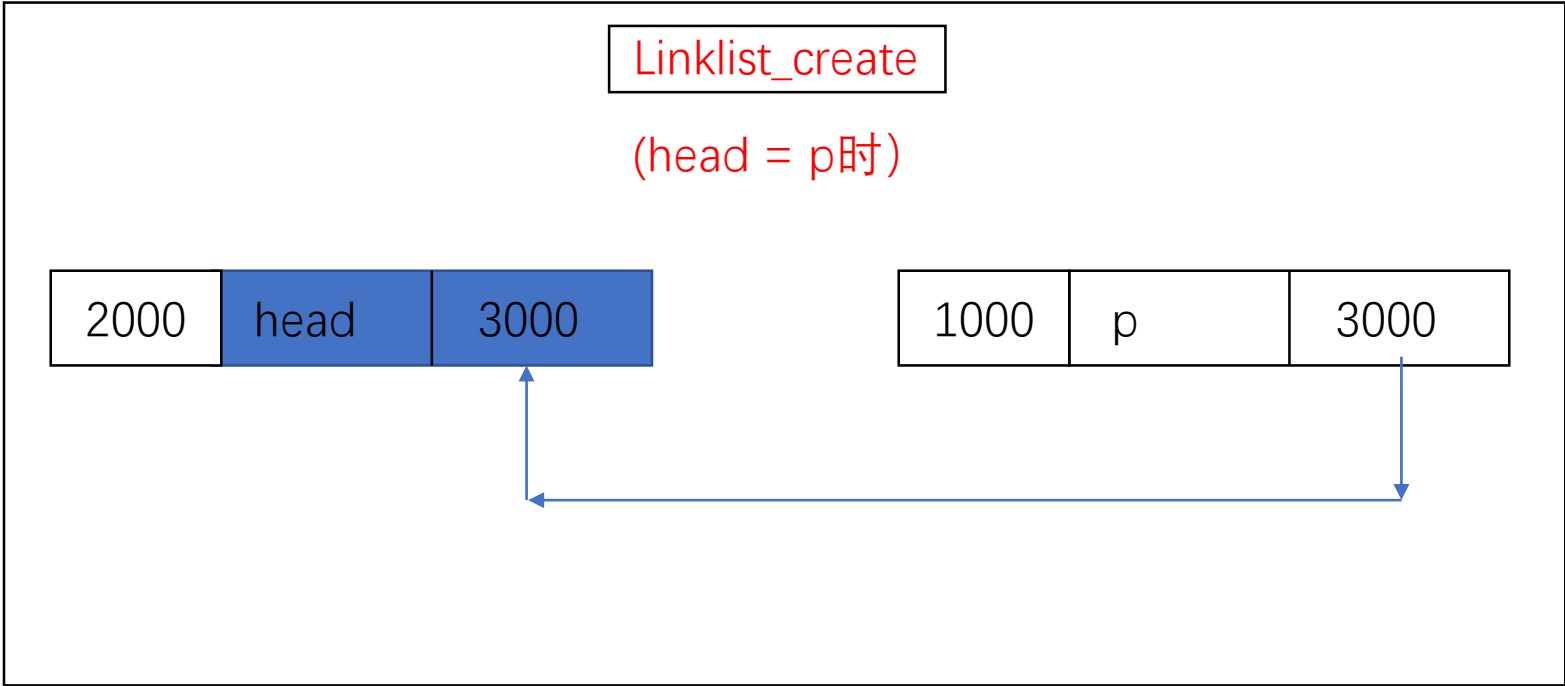 Linklist_create
(head = p时）
2000 head 3000
1000 p 3000